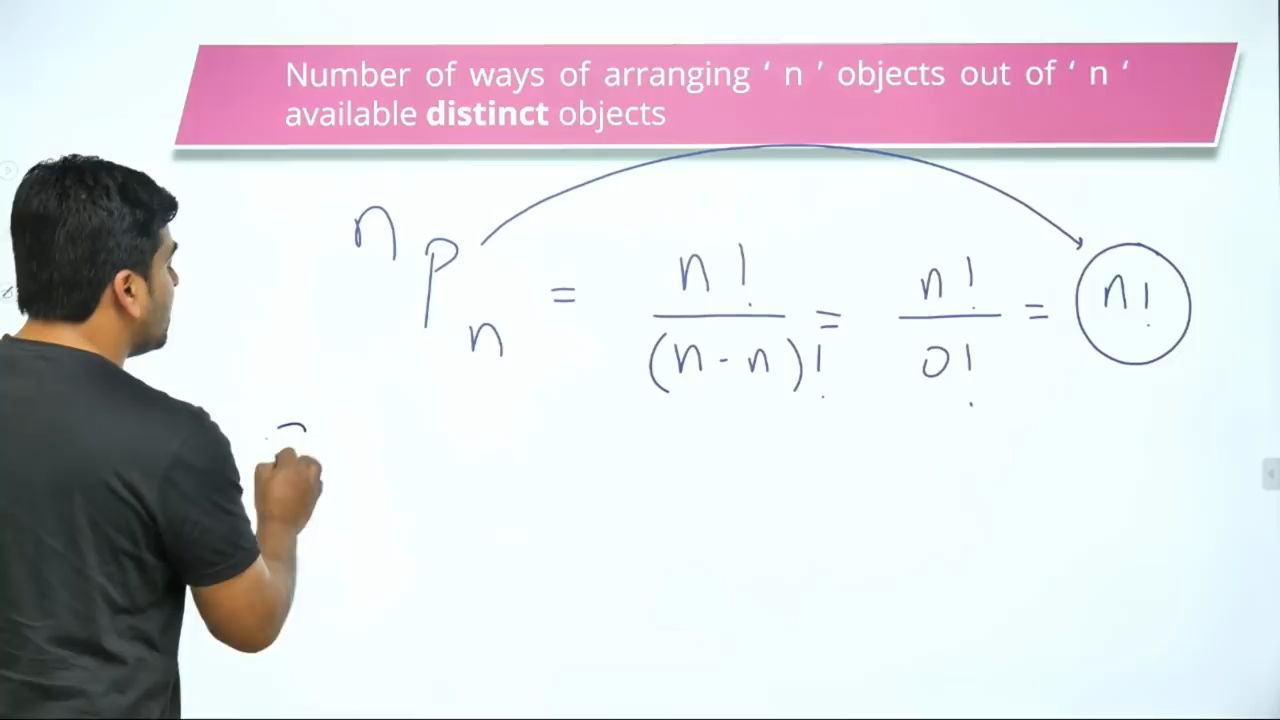 Number of ways of arranging ‘ n ’ objects out of ‘ n ‘
available distinct objects
nPn = n! / (n-n)! = n! / 0! = n!